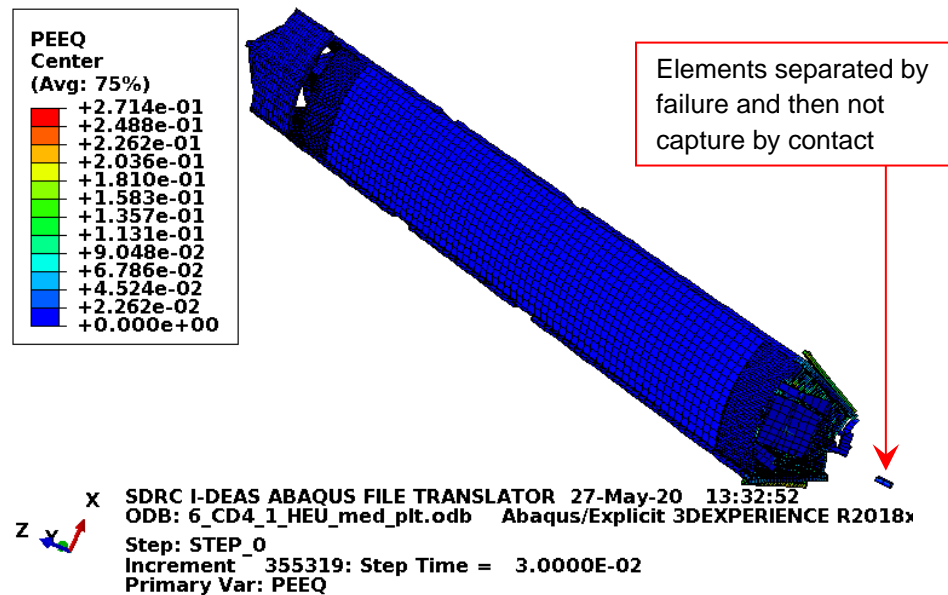 PEEQ
Center
(Avg: 75%)
+2.714e-01
+2.488e-01
+2.262e-01
+2.036e-01
+1.810e-01
+1.583e-01
+1.357e-01
+1.131e-01
+9.048e-02
+6.786e-02
+4.524e-02
+2.262e-02
+0.000e+00
Elements separated by
failure and then not
capture by contact
X
Z
Y
SDRC I-DEAS ABAQUS FILE TRANSLATOR 27-May-20 13:32:52
ODB: 6_CD4_1_HEU_med_plt.odb Abaqus/Explicit 3DEXPERIENCE R2018x
Step: STEP_0
Increment 355319: Step Time = 3.0000E-02
Primary Var: PEEQ